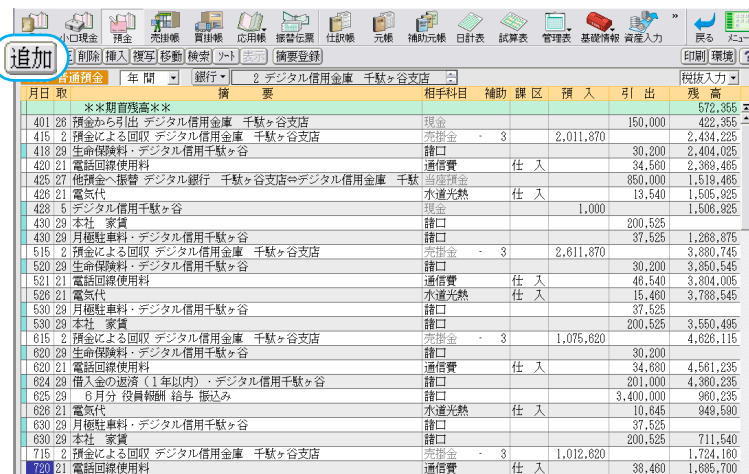 小口現金 預金 売掛帳 買掛帳 応用帳 振替伝票 仕訳帳 元帳 補助元帳 日計表 試算表 管理表 基礎情報 資産入力 » 戻る メニュー
追加 削除 挿入 複写 移動 検索 ソート 表示 摘要登録 印刷 環境 ?
普通預金 年 間 銀行 2 デジタル信用金庫 千駄ヶ谷支店 税抜入力
月日 取 摘 要 相手科目 補助 課 区 預 入 引 出 残 高
**期首残高** 572,355
401 26 預金から引出 デジタル信用金庫 千駄ヶ谷支店 現金 150,000 422,355
415 2 預金による回収 デジタル信用金庫 千駄ヶ谷支店 売掛金 - 3 2,011,870 2,434,225
418 29 生命保険料・デジタル信用千駄ヶ谷 諸口 30,200 2,404,025
420 21 電話回線使用料 通信費 仕 入 34,560 2,369,465
425 27 他預金へ振替 デジタル銀行 千駄ヶ谷支店⇔デジタル信用金庫 千駄 当座預金 850,000 1,519,465
426 21 電気代 水道光熱 仕 入 13,540 1,505,925
428 5 デジタル信用千駄ヶ谷 現金 1,000 1,506,925
430 29 本社 家賃 諸口 200,525
430 29 月極駐車料・デジタル信用千駄ヶ谷 諸口 37,525 1,268,875
515 2 預金による回収 デジタル信用金庫 千駄ヶ谷支店 売掛金 - 3 2,611,870 3,880,745
520 29 生命保険料・デジタル信用千駄ヶ谷 諸口 30,200 3,850,545
521 21 電話回線使用料 通信費 仕 入 46,540 3,804,005
526 21 電気代 水道光熱 仕 入 15,460 3,788,545
530 29 月極駐車料・デジタル信用千駄ヶ谷 諸口 37,525
530 29 本社 家賃 諸口 200,525 3,550,495
615 2 預金による回収 デジタル信用金庫 千駄ヶ谷支店 売掛金 - 3 1,075,620 4,626,115
620 29 生命保険料・デジタル信用千駄ヶ谷 諸口 30,200
620 21 電話回線使用料 通信費 仕 入 34,680 4,561,235
624 29 借入金の返済（１年以内）・デジタル信用千駄ヶ谷 諸口 201,000 4,360,235
625 29 ６月分 役員報酬 給与 振込み 諸口 3,400,000 960,235
626 21 電気代 水道光熱 仕 入 10,645 949,590
630 29 月極駐車料・デジタル信用千駄ヶ谷 諸口 37,525
630 29 本社 家賃 諸口 200,525 711,540
715 2 預金による回収 デジタル信用金庫 千駄ヶ谷支店 売掛金 - 3 1,012,620 1,724,160
720 21 電話回線使用料 通信費 仕 入 38,460 1,685,700